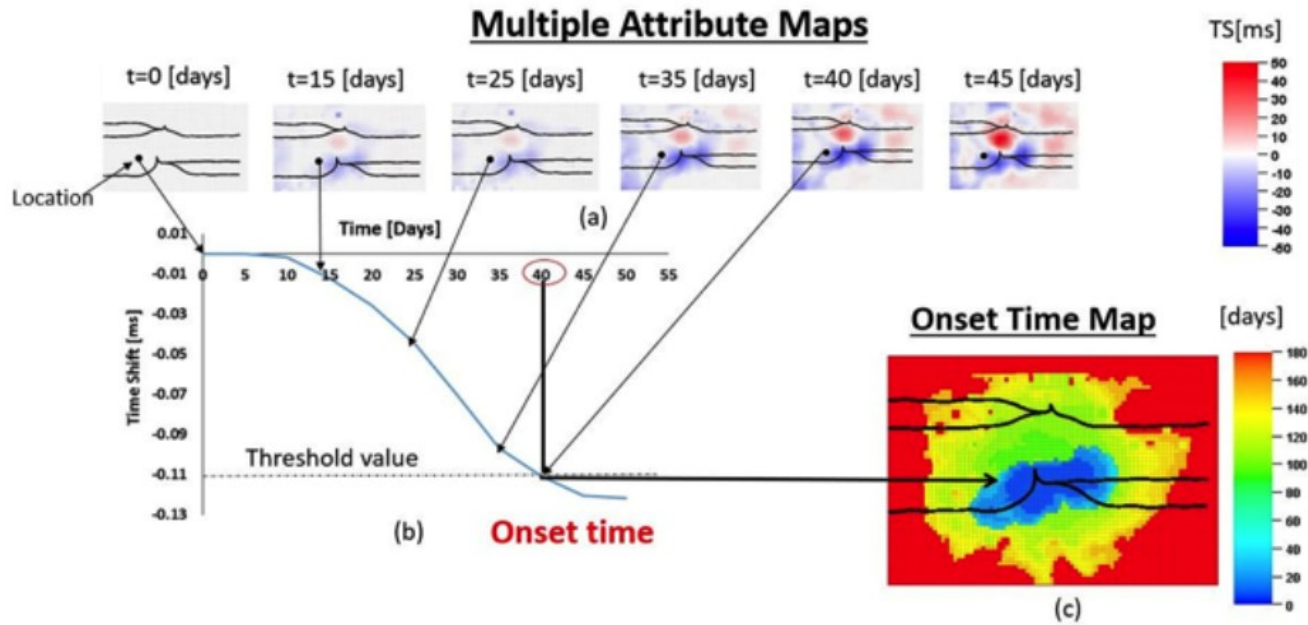 Multiple Attribute Maps
TS[ms]
t=0 [days] t=15 [days] t=25 [days] t=35 [days] t=40 [days] t=45 [days]
50
40
30
20
10
0
-10
-20
-30
-40
-50
-60
Location
(a)
Time [Days]
0.01
-0.01
-0.03
-0.05
-0.07
-0.09
-0.11
-0.13
0 5 10 15 20 25 30 35 40 45 50 55
Time Shift [ms]
Threshold value
(b)
Onset time
Onset Time Map
[days]
180
160
140
120
100
80
60
40
20
0
(c)